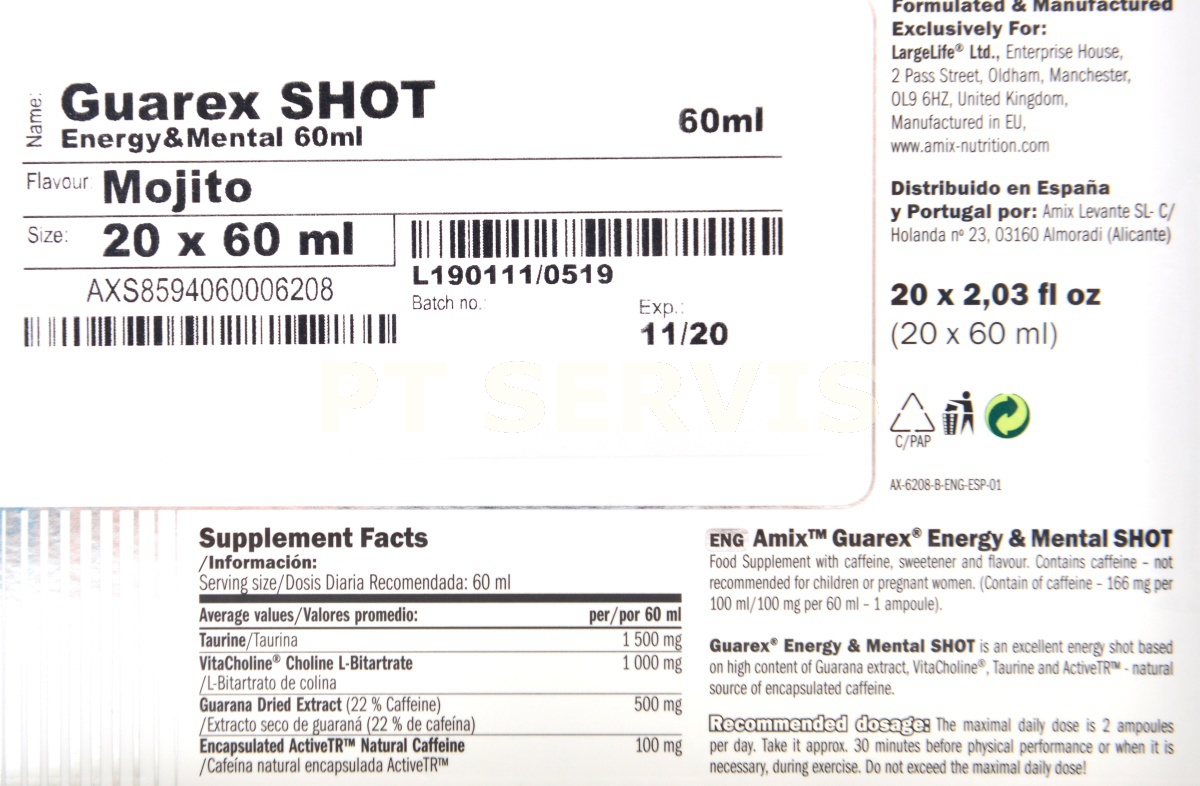 Name:
Guarex SHOT
Energy&Mental 60ml
60ml
Flavour:
Mojito
Size:
20 x 60 ml
AXS8594060006208
L190111/0519
Batch no.:
Exp.:
11/20
PT SERVIS
Formulated & Manufactured
Exclusively For:
LargeLife® Ltd., Enterprise House,
2 Pass Street, Oldham, Manchester,
OL9 6HZ, United Kingdom,
Manufactured in EU,
www.amix-nutrition.com
Distribuido en España
y Portugal por: Amix Levante SL- C/
Holanda nº 23, 03160 Almoradi (Alicante)
20 x 2,03 fl oz
(20 x 60 ml)
C/PAP
AX-6208-B-ENG-ESP-01
Supplement Facts
/Información:
Serving size/Dosis Diaria Recomendada: 60 ml
Average values/Valores promedio: per/por 60 ml
Taurine/Taurina 1 500 mg
VitaCholine® Choline L-Bitartrate 1 000 mg
/L-Bitartrato de colina
Guarana Dried Extract (22 % Caffeine) 500 mg
/Extracto seco de guaraná (22 % de cafeína)
Encapsulated ActiveTR™ Natural Caffeine 100 mg
/Cafeína natural encapsulada ActiveTR™
ENG Amix™ Guarex® Energy & Mental SHOT
Food Supplement with caffeine, sweetener and flavour. Contains caffeine - not
recommended for children or pregnant women. (Contain of caffeine - 166 mg per
100 ml/100 mg per 60 ml - 1 ampoule).
Guarex® Energy & Mental SHOT is an excellent energy shot based
on high content of Guarana extract, VitaCholine®, Taurine and ActiveTR™ - natural
source of encapsulated caffeine.
Recommended dosage: The maximal daily dose is 2 ampoules
per day. Take it approx. 30 minutes before physical performance or when it is
necessary, during exercise. Do not exceed the maximal daily dose!